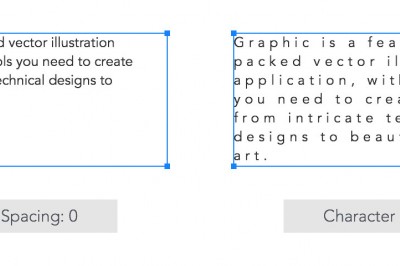 d vector illustration
ols you need to create
echnical designs to
Graphic is a fea
packed vector il
application, wit
you need to crea
from intricate te
designs to beaut
art.
Spacing: 0
Character